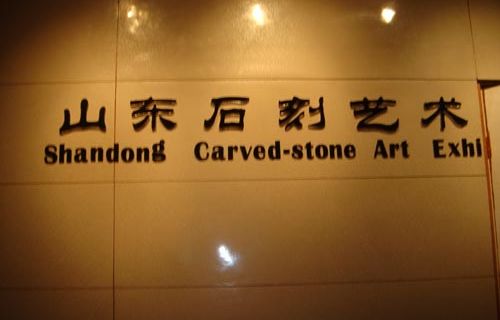 山东石刻艺术
Shandong Carved-stone Art Exhi